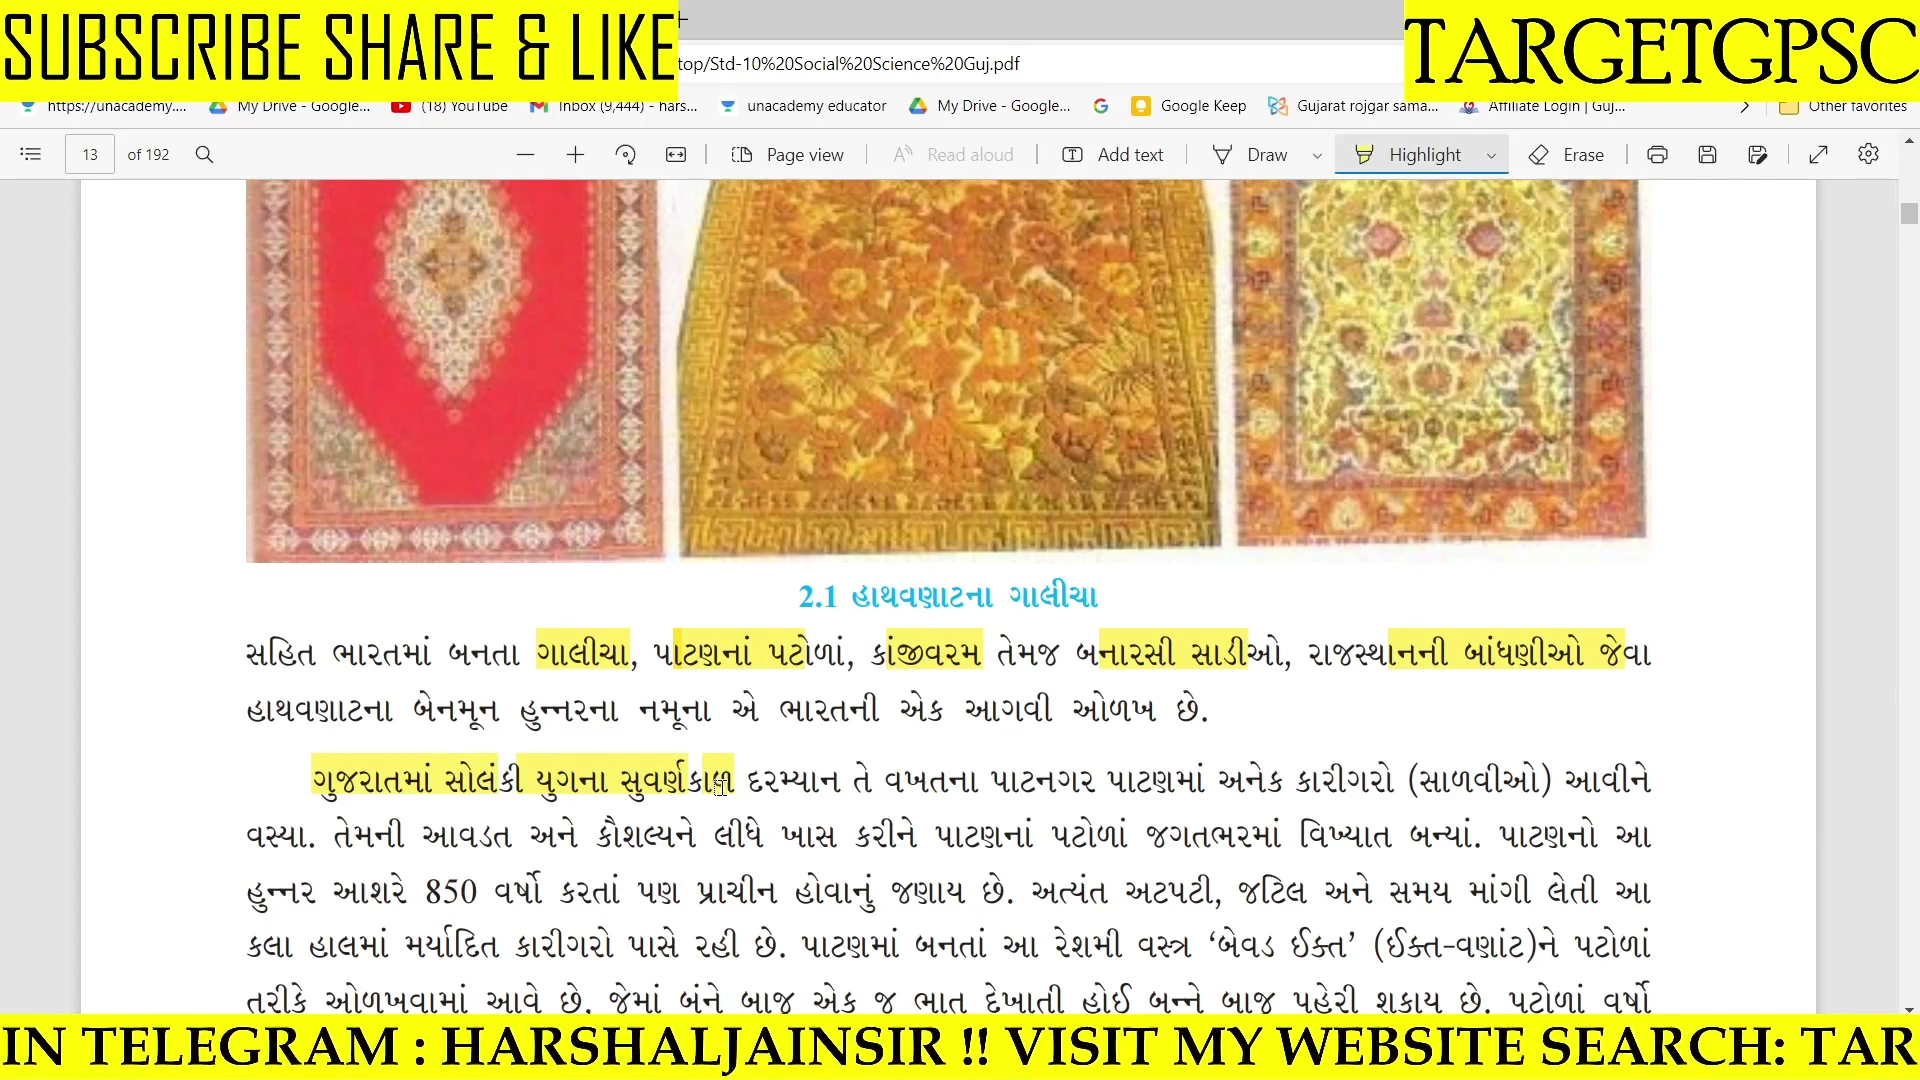 SUBSCRIBE SHARE & LIKE
TARGETGPSC
top/Std-10%20Social%20Science%20Guj.pdf
https://unacademy.... My Drive - Google... (18) YouTube Inbox (9,444) - hars... unacademy educator My Drive - Google... Google Keep Gujarat rojgar sama... Affiliate Login | Guj... Other favorites
13 of 192 Page view Read aloud Add text Draw Highlight Erase
2.1 હાથવણાટના ગાલીચા
સહિત ભારતમાં બનતા ગાલીચા, પાટણનાં પટોળાં, કાંજીવરમ તેમજ બનારસી સાડીઓ, રાજસ્થાનની બાંધણીઓ જેવા
હાથવણાટના બેનમૂન હુન્નરના નમૂના એ ભારતની એક આગવી ઓળખ છે.
ગુજરાતમાં સોલંકી યુગના સુવર્ણકાળ દરમ્યાન તે વખતના પાટનગર પાટણમાં અનેક કારીગરો (સાળવીઓ) આવીને
વસ્યા. તેમની આવડત અને કૌશલ્યને લીધે ખાસ કરીને પાટણનાં પટોળાં જગતભરમાં વિખ્યાત બન્યાં. પાટણનો આ
હુન્નર આશરે 850 વર્ષો કરતાં પણ પ્રાચીન હોવાનું જણાય છે. અત્યંત અટપટી, જટિલ અને સમય માંગી લેતી આ
કલા હાલમાં મર્યાદિત કારીગરો પાસે રહી છે. પાટણમાં બનતાં આ રેશમી વસ્ત્ર ‘બેવડ ઈક્ત’ (ઈક્ત-વણાંટ)ને પટોળાં
તરીકે ઓળખવામાં આવે છે, જેમાં બંને બાજ એક જ ભાત દેખાતી હોઈ બન્ને બાજ પહેરી શકાય છે. પટોળાં વર્ષો
IN TELEGRAM : HARSHALJAINSIR !! VISIT MY WEBSITE SEARCH: TAR